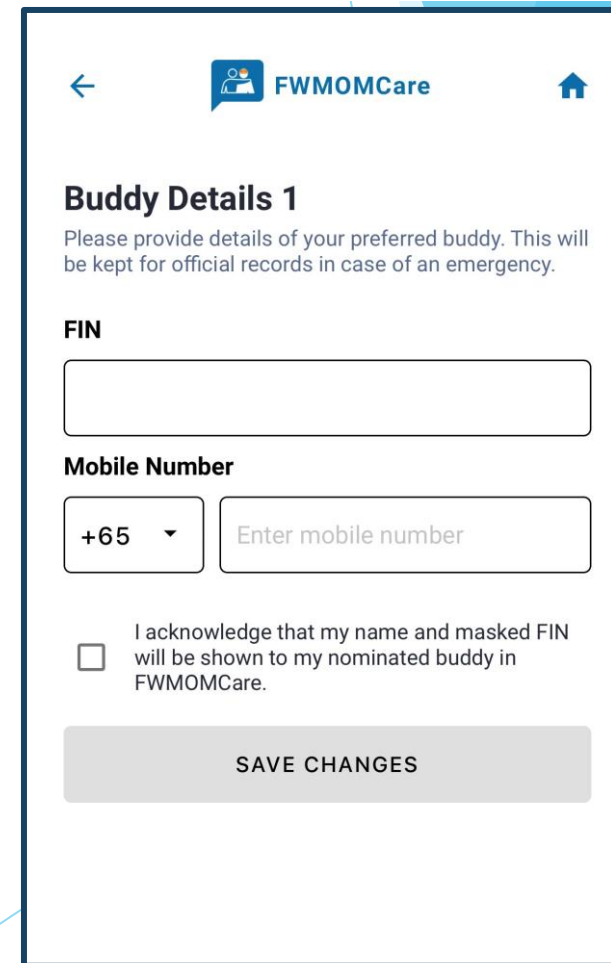 FWMOMCare
Buddy Details 1
Please provide details of your preferred buddy. This will
be kept for official records in case of an emergency.
FIN
Mobile Number
+65
Enter mobile number
I acknowledge that my name and masked FIN
will be shown to my nominated buddy in
FWMOMCare.
SAVE CHANGES